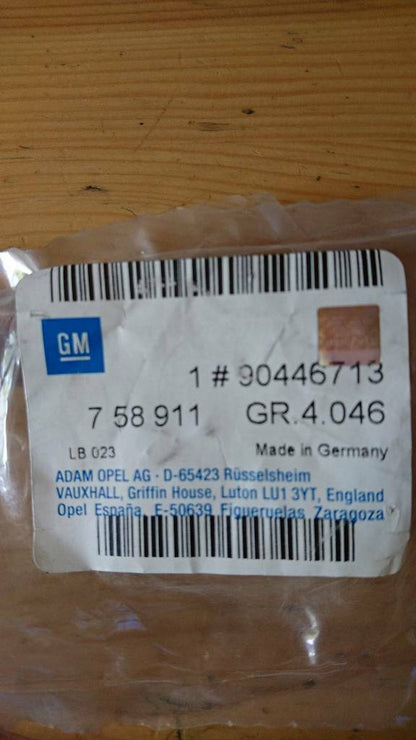 GM
1 # 90446713
7 58 911 GR.4.046
LB 023 Made in Germany
ADAM OPEL AG · D-65423 Rüsselsheim
VAUXHALL, Griffin House, Luton LU1 3YT, England
Opel España, E-50639 Figueruelas Zaragoza